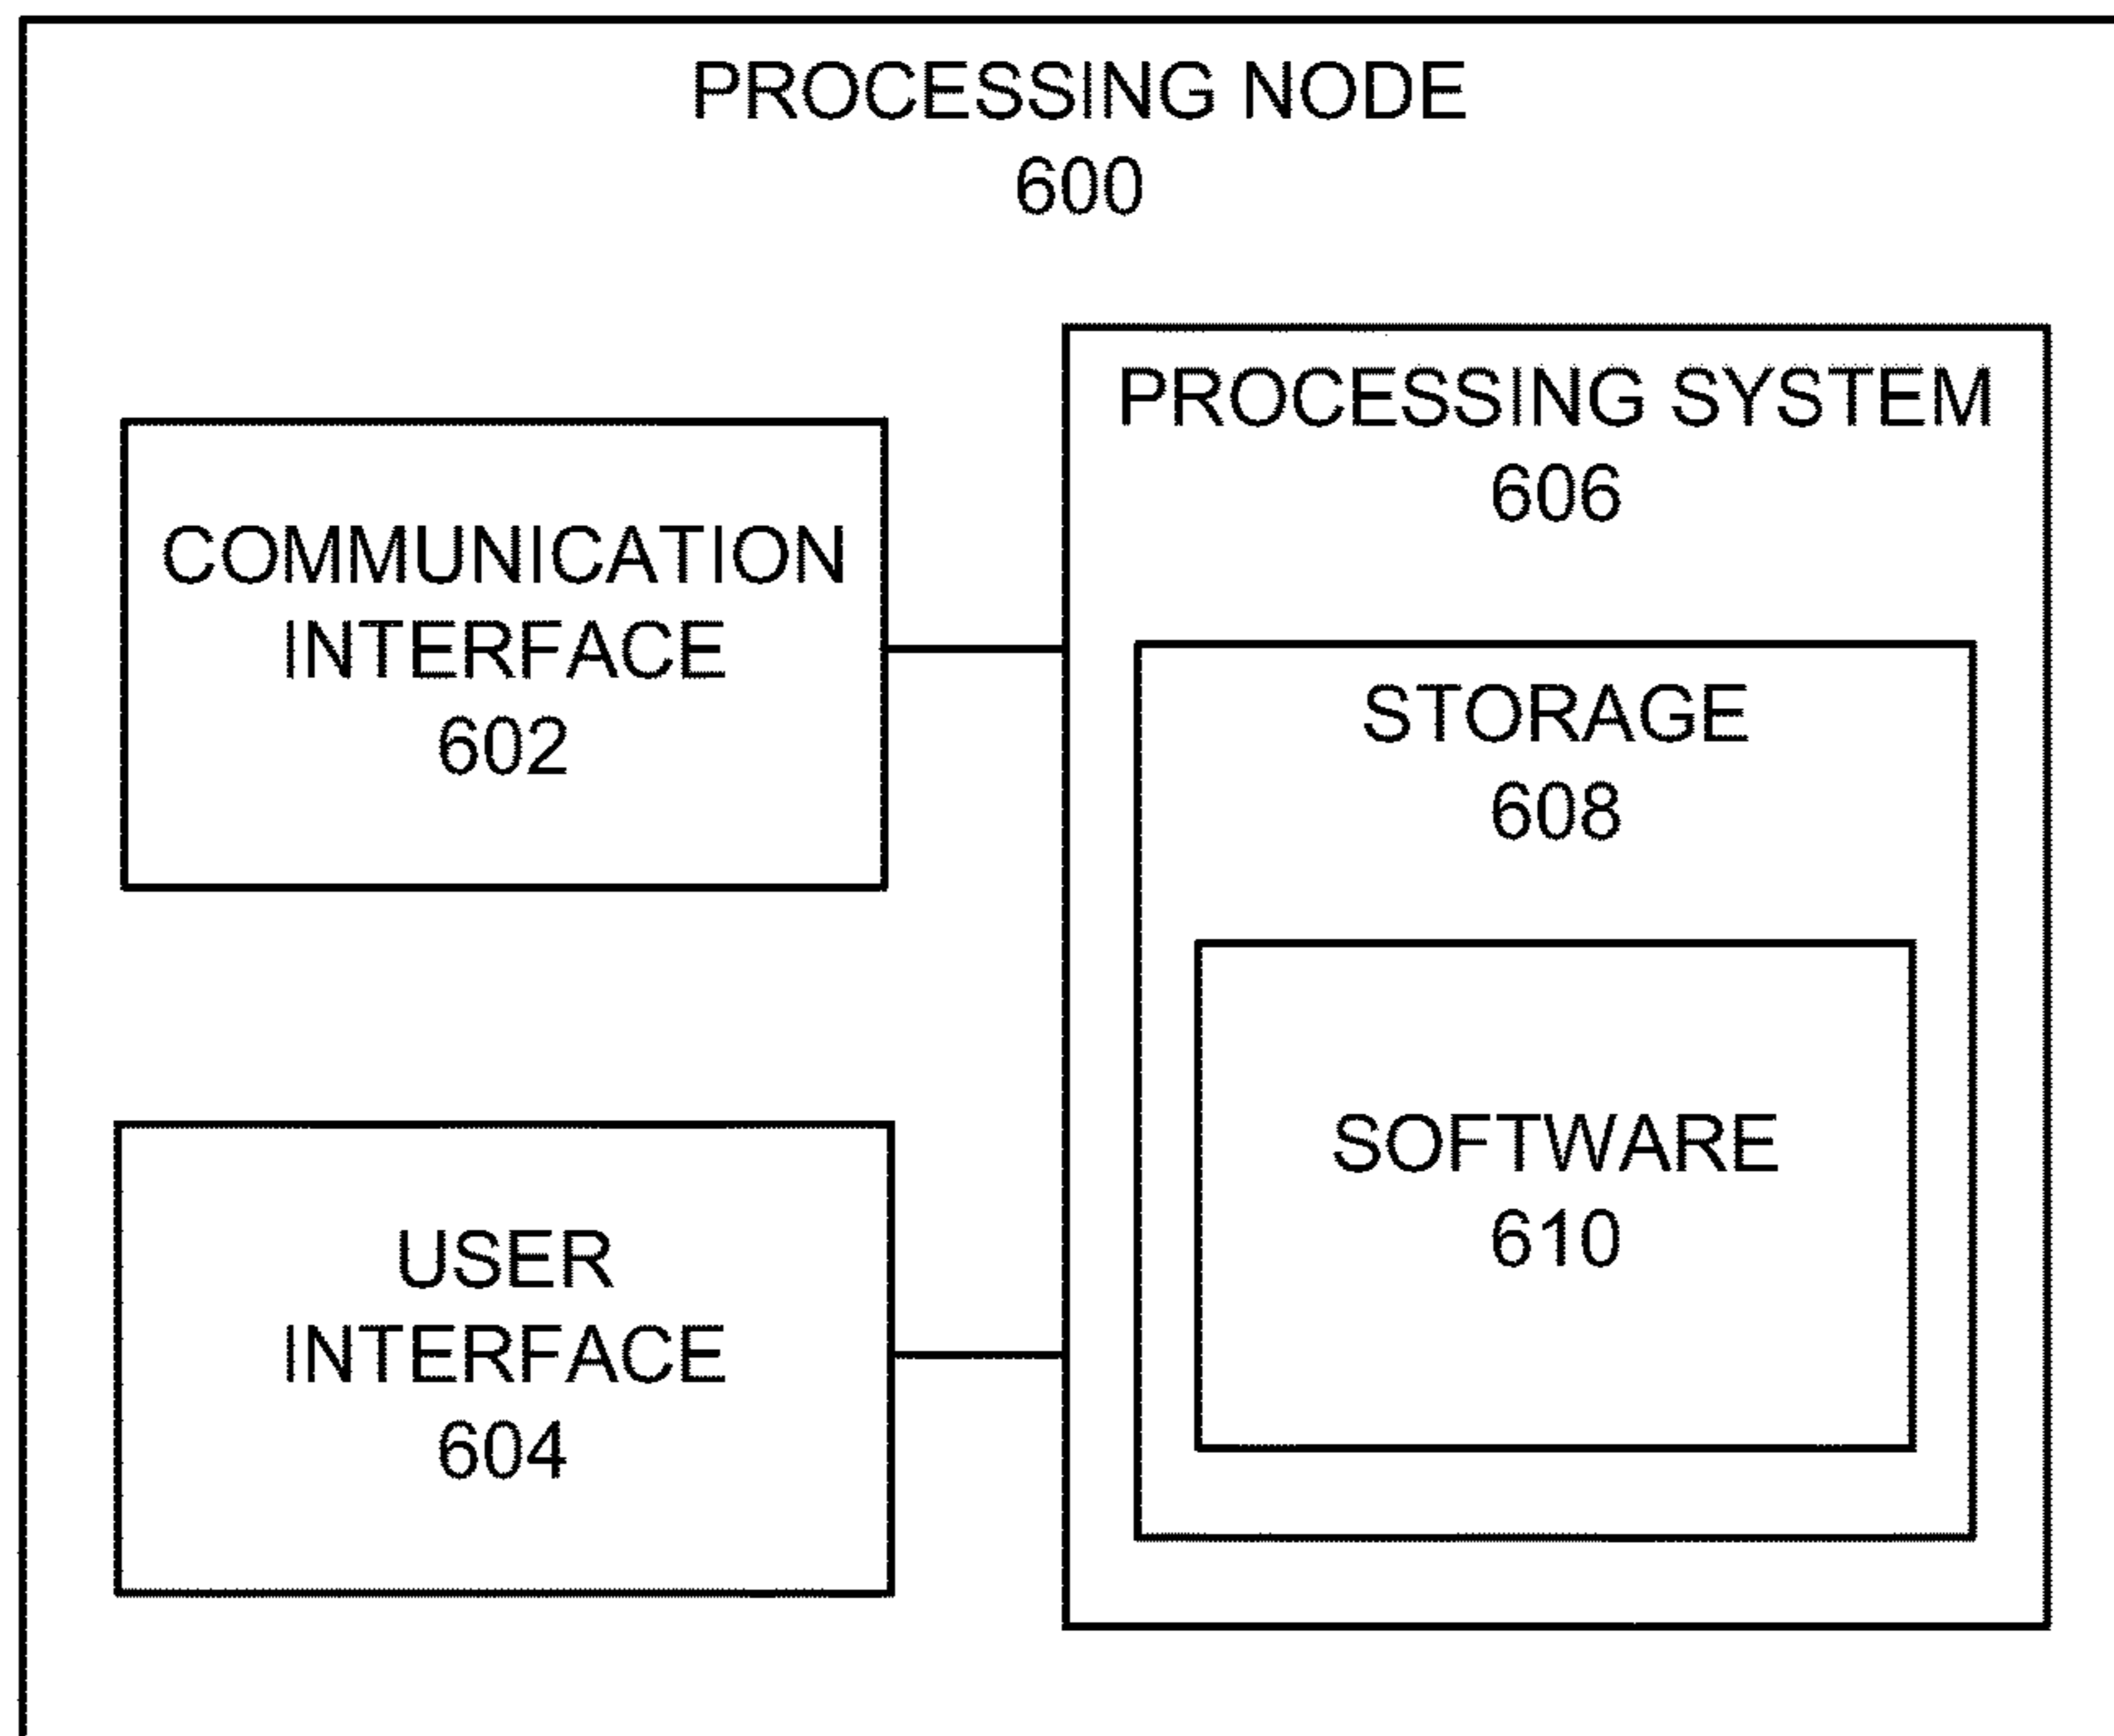 PROCESSING NODE
600
COMMUNICATION
INTERFACE
602
USER
INTERFACE
604
PROCESSING SYSTEM
606
STORAGE
608
SOFTWARE
610